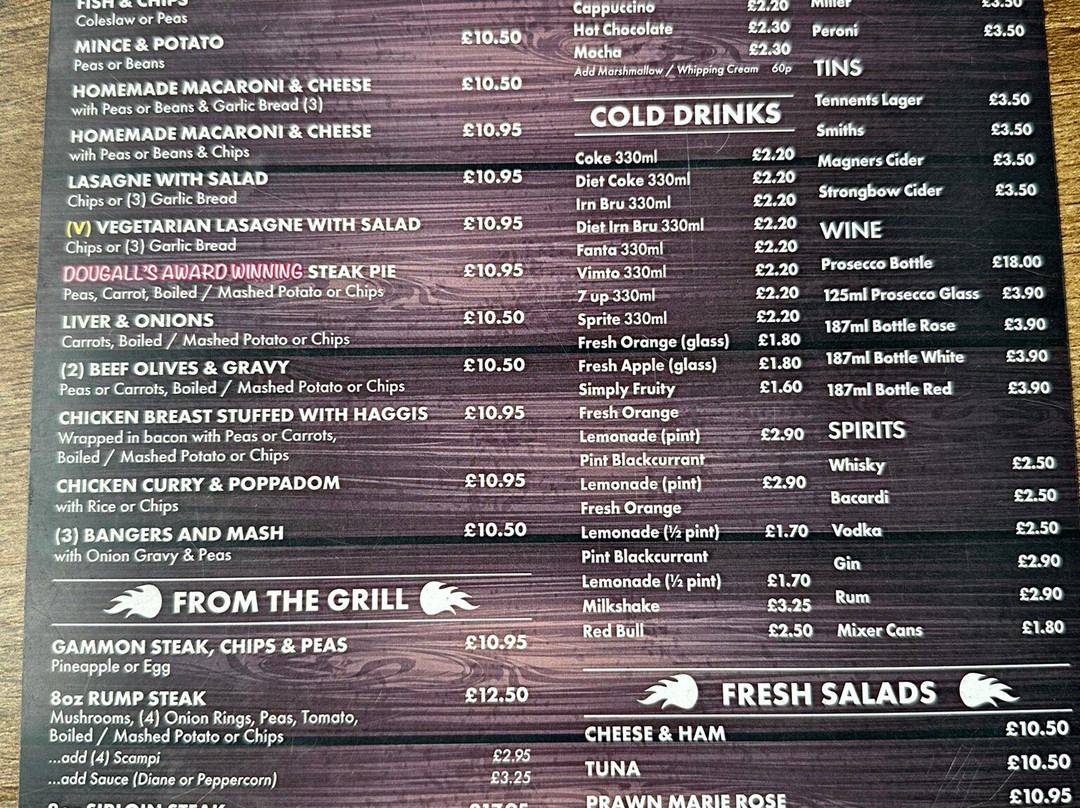 FISH & CHIPS
Coleslaw or Peas
MINCE & POTATO £10.50
Peas or Beans
HOMEMADE MACARONI & CHEESE £10.50
with Peas or Beans & Garlic Bread (3)
HOMEMADE MACARONI & CHEESE £10.95
with Peas or Beans & Chips
LASAGNE WITH SALAD £10.95
Chips or (3) Garlic Bread
(V) VEGETARIAN LASAGNE WITH SALAD £10.95
Chips or (3) Garlic Bread
DOUGALL'S AWARD WINNING STEAK PIE £10.95
Peas, Carrot, Boiled / Mashed Potato or Chips
LIVER & ONIONS £10.50
Carrots, Boiled / Mashed Potato or Chips
(2) BEEF OLIVES & GRAVY £10.50
Peas or Carrots, Boiled / Mashed Potato or Chips
CHICKEN BREAST STUFFED WITH HAGGIS £10.95
Wrapped in bacon with Peas or Carrots,
Boiled / Mashed Potato or Chips
CHICKEN CURRY & POPPADOM £10.95
with Rice or Chips
(3) BANGERS AND MASH £10.50
with Onion Gravy & Peas
FROM THE GRILL
GAMMON STEAK, CHIPS & PEAS £10.95
Pineapple or Egg
8oz RUMP STEAK £12.50
Mushrooms, (4) Onion Rings, Peas, Tomato,
Boiled / Mashed Potato or Chips
...add (4) Scampi £2.95
...add Sauce (Diane or Peppercorn) £3.25
SIRLOIN STEAK
Cappuccino £2.20
Hot Chocolate £2.30
Mocha £2.30
Add Marshmallow / Whipping Cream 60p
COLD DRINKS
Coke 330ml £2.20
Diet Coke 330ml £2.20
Irn Bru 330ml £2.20
Diet Irn Bru 330ml £2.20
Fanta 330ml £2.20
Vimto 330ml £2.20
7 up 330ml £2.20
Sprite 330ml £2.20
Fresh Orange (glass) £1.80
Fresh Apple (glass) £1.80
Simply Fruity £1.60
Fresh Orange
Lemonade (pint) £2.90
Pint Blackcurrant
Lemonade (pint) £2.90
Fresh Orange
Lemonade (½ pint) £1.70
Pint Blackcurrant
Lemonade (½ pint) £1.70
Milkshake £3.25
Red Bull £2.50
Miller £3.50
Peroni £3.50
TINS
Tennents Lager £3.50
Smiths £3.50
Magners Cider £3.50
Strongbow Cider £3.50
WINE
Prosecco Bottle £18.00
125ml Prosecco Glass £3.90
187ml Bottle Rose £3.90
187ml Bottle White £3.90
187ml Bottle Red £3.90
SPIRITS
Whisky £2.50
Bacardi £2.50
Vodka £2.50
Gin £2.90
Rum £2.90
Mixer Cans £1.80
FRESH SALADS
CHEESE & HAM £10.50
TUNA £10.50
PRAWN MARIE ROSE £10.95